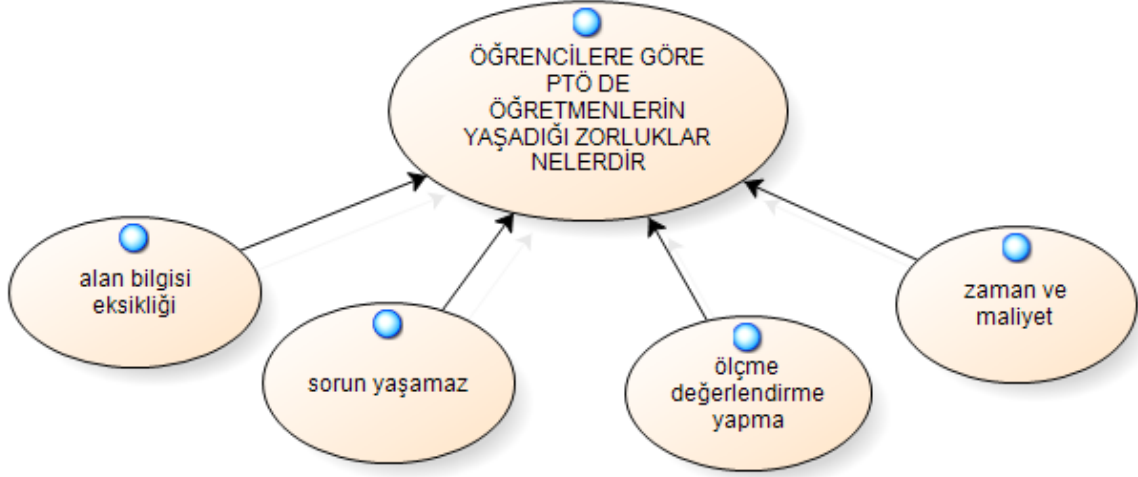 ÖĞRENCİLERE GÖRE
PTÖ DE
ÖĞRETMENLERİN
YAŞADIĞI ZORLUKLAR
NELERDİR
alan bilgisi
eksikliği
sorun yaşamaz
ölçme
değerlendirme
yapma
zaman ve
maliyet